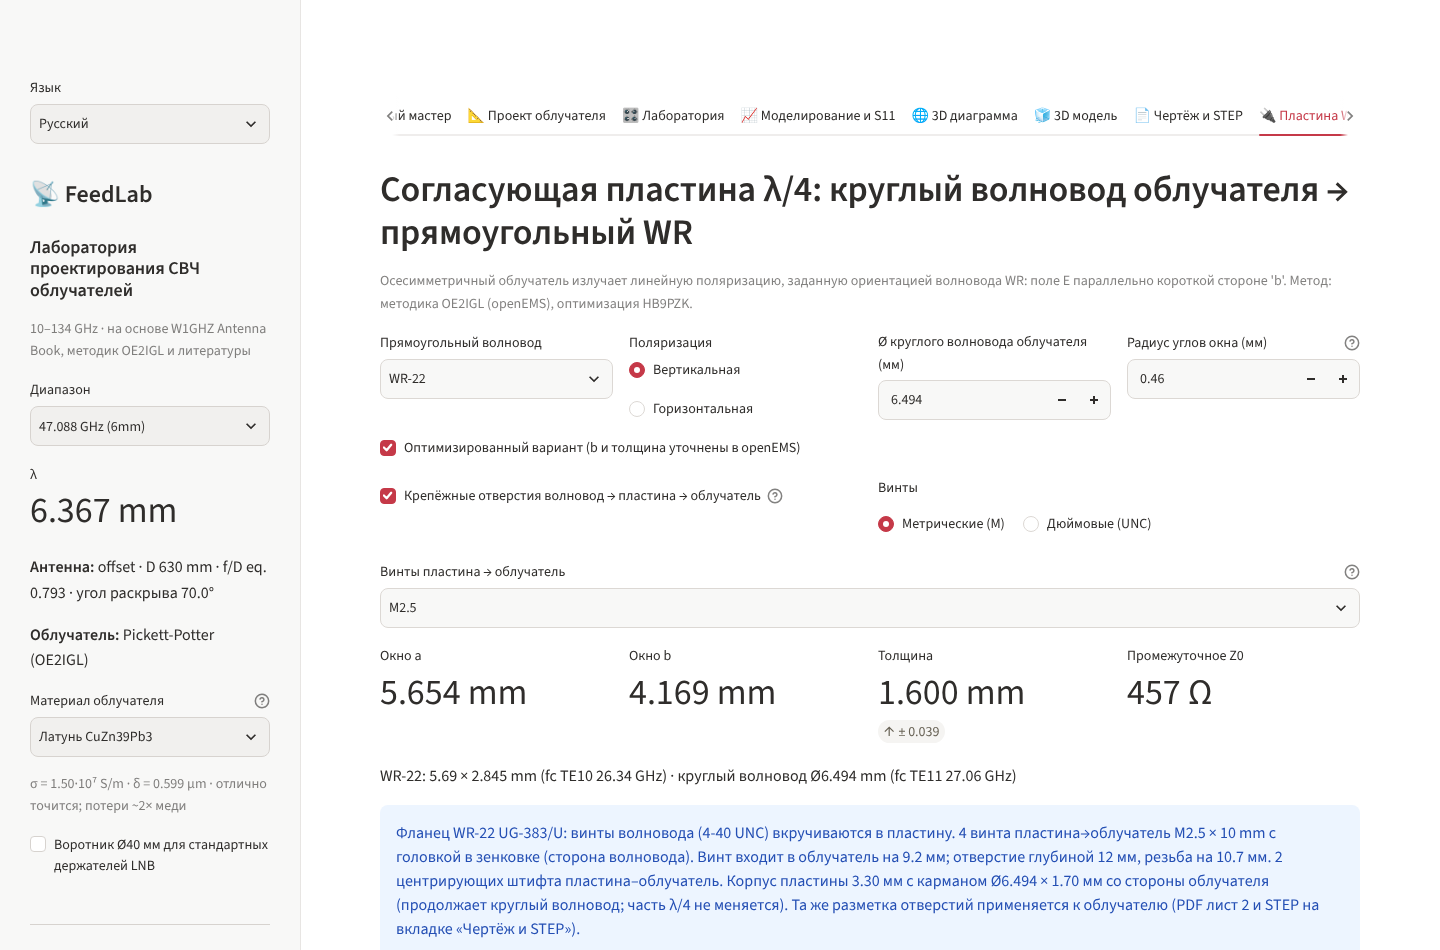 Язык
Русский
📡 FeedLab
Лаборатория
проектирования СВЧ
облучателей
10–134 GHz · на основе W1GHZ Antenna
Book, методик OE2IGL и литературы
Диапазон
47.088 GHz (6mm)
λ
6.367 mm
Антенна: offset · D 630 mm · f/D eq.
0.793 · угол раскрыва 70.0°
Облучатель: Pickett-Potter
(OE2IGL)
Материал облучателя
Латунь CuZn39Pb3
σ = 1.50·10⁷ S/m · δ = 0.599 µm · отлично
точится; потери ~2× меди
Воротник Ø40 мм для стандартных
держателей LNB
й мастер 📐 Проект облучателя 🎛️ Лаборатория 📈 Моделирование и S11 🌐 3D диаграмма 🧊 3D модель 📄 Чертёж и STEP 🔌 Пластина W
Согласующая пластина λ/4: круглый волновод облучателя →
прямоугольный WR
Осесимметричный облучатель излучает линейную поляризацию, заданную ориентацией волновода WR: поле E параллельно короткой стороне 'b'. Метод:
методика OE2IGL (openEMS), оптимизация HB9PZK.
Прямоугольный волновод
WR-22
Поляризация
Вертикальная
Горизонтальная
Ø круглого волновода облучателя
(мм)
6.494
Радиус углов окна (мм)
0.46
Оптимизированный вариант (b и толщина уточнены в openEMS)
Крепёжные отверстия волновод → пластина → облучатель
Винты
Метрические (M) Дюймовые (UNC)
Винты пластина → облучатель
M2.5
Окно a
5.654 mm
Окно b
4.169 mm
Толщина
1.600 mm
↑ ± 0.039
Промежуточное Z0
457 Ω
WR-22: 5.69 × 2.845 mm (fc TE10 26.34 GHz) · круглый волновод Ø6.494 mm (fc TE11 27.06 GHz)
Фланец WR-22 UG-383/U: винты волновода (4-40 UNC) вкручиваются в пластину. 4 винта пластина→облучатель M2.5 × 10 mm с
головкой в зенковке (сторона волновода). Винт входит в облучатель на 9.2 мм; отверстие глубиной 12 мм, резьба на 10.7 мм. 2
центрирующих штифта пластина–облучатель. Корпус пластины 3.30 мм с карманом Ø6.494 × 1.70 мм со стороны облучателя
(продолжает круглый волновод; часть λ/4 не меняется). Та же разметка отверстий применяется к облучателю (PDF лист 2 и STEP на
вкладке «Чертёж и STEP»).